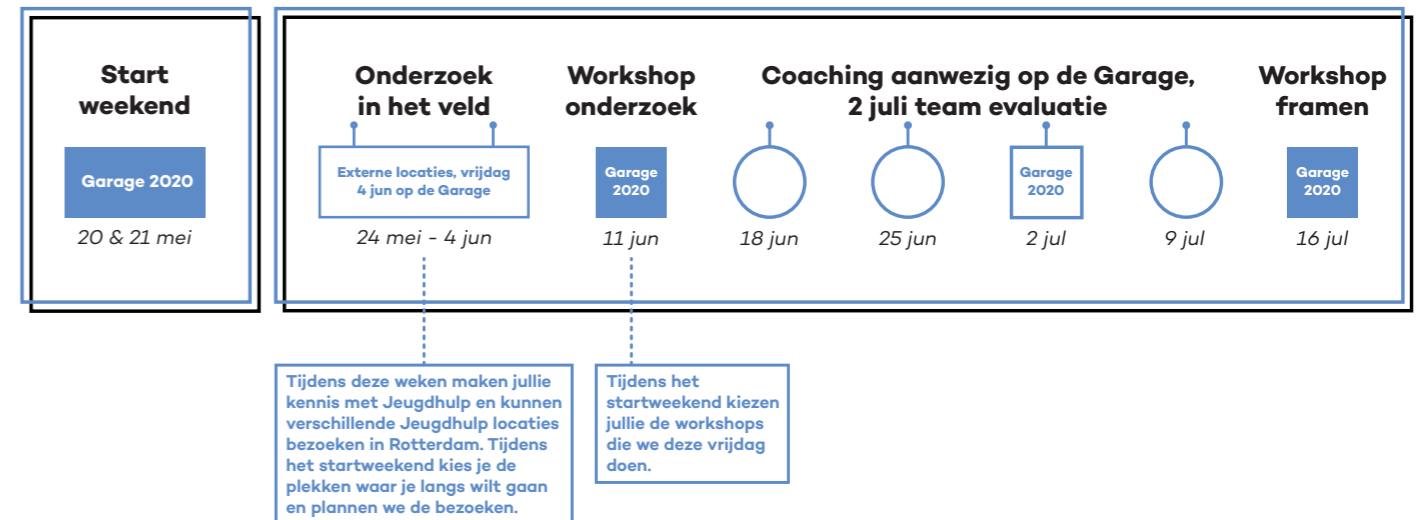 Start
weekend
Garage 2020
20 & 21 mei
Onderzoek
in het veld
Externe locaties, vrijdag
4 jun op de Garage
24 mei - 4 jun
Workshop
onderzoek
Garage
2020
11 jun
Coaching aanwezig op de Garage,
2 juli team evaluatie
18 jun
25 jun
Garage
2020
2 jul
9 jul
Workshop
framen
Garage
2020
16 jul
Tijdens deze weken maken jullie
kennis met Jeugdhulp en kunnen
verschillende Jeugdhulp locaties
bezoeken in Rotterdam. Tijdens
het startweekend kies je de
plekken waar je langs wilt gaan
en plannen we de bezoeken.
Tijdens het
startweekend kiezen
jullie de workshops
die we deze vrijdag
doen.